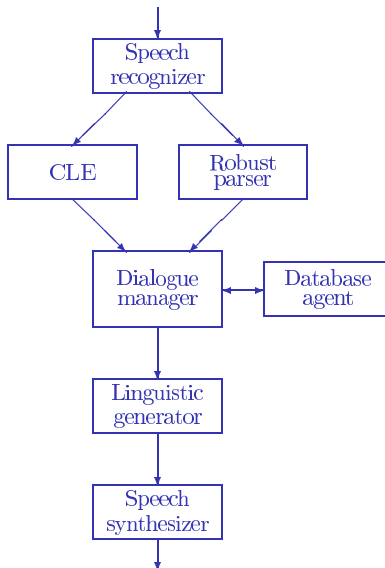 Speech
recognizer
CLE
Robust
parser
Dialogue
manager
Database
agent
Linguistic
generator
Speech
synthesizer